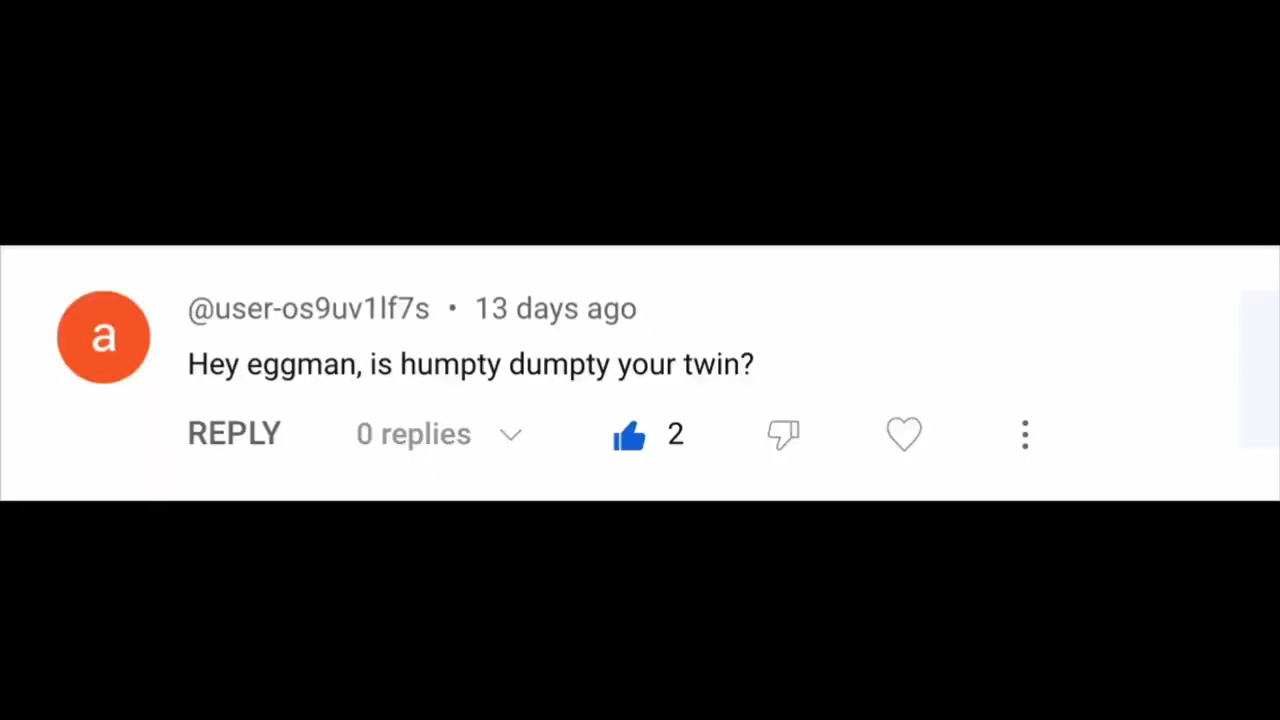 a
@user-os9uv1lf7s • 13 days ago
Hey eggman, is humpty dumpty your twin?
REPLY 0 replies 2